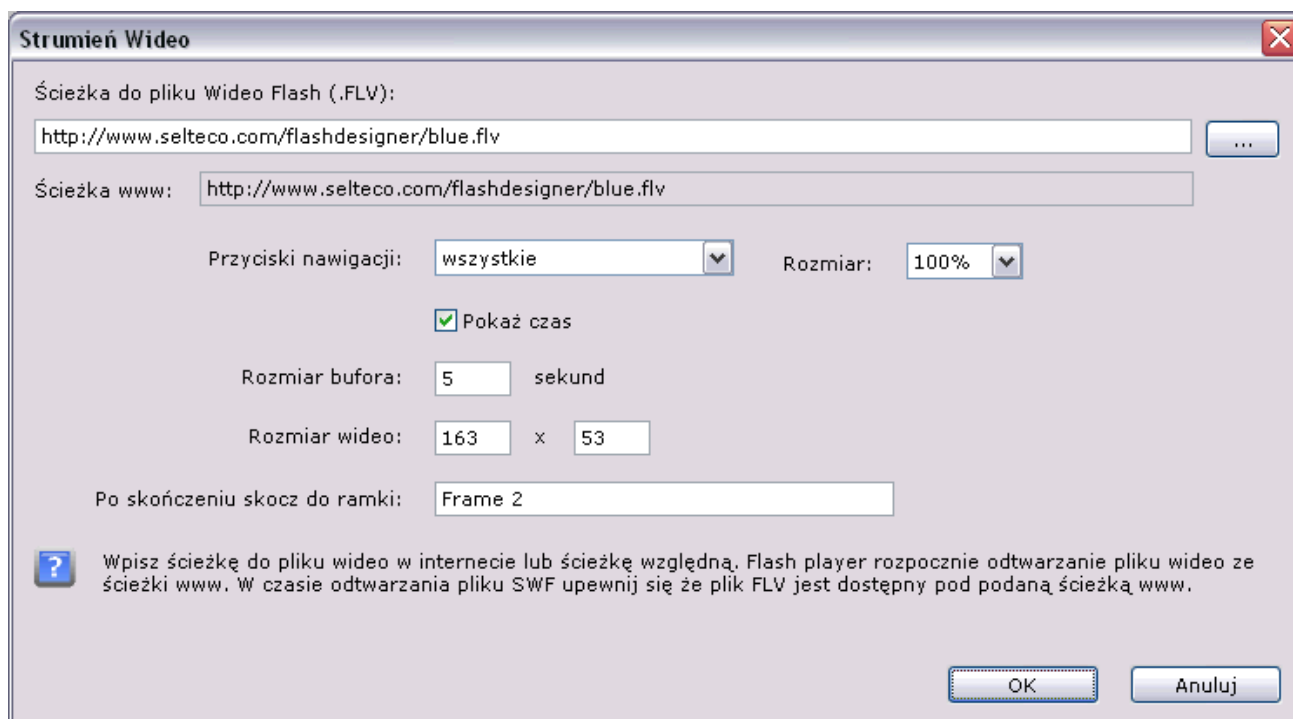 Strumień Wideo
Ścieżka do pliku Wideo Flash (.FLV):
http://www.selteco.com/flashdesigner/blue.flv ...
Ścieżka www: http://www.selteco.com/flashdesigner/blue.flv
Przyciski nawigacji: wszystkie Rozmiar: 100%
Pokaż czas
Rozmiar bufora: 5 sekund
Rozmiar wideo: 163 x 53
Po skończeniu skocz do ramki: Frame 2
Wpisz ścieżkę do pliku wideo w internecie lub ścieżkę względną. Flash player rozpocznie odtwarzanie pliku wideo ze
ścieżki www. W czasie odtwarzania pliku SWF upewnij się że plik FLV jest dostępny pod podaną ścieżką www.
OK Anuluj